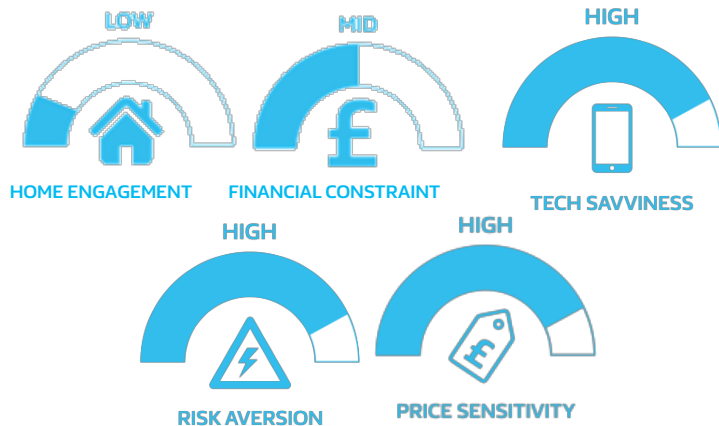 LOW
MID
HIGH
£
HOME ENGAGEMENT
FINANCIAL CONSTRAINT
TECH SAVVINESS
HIGH
HIGH
£
RISK AVERSION
PRICE SENSITIVITY